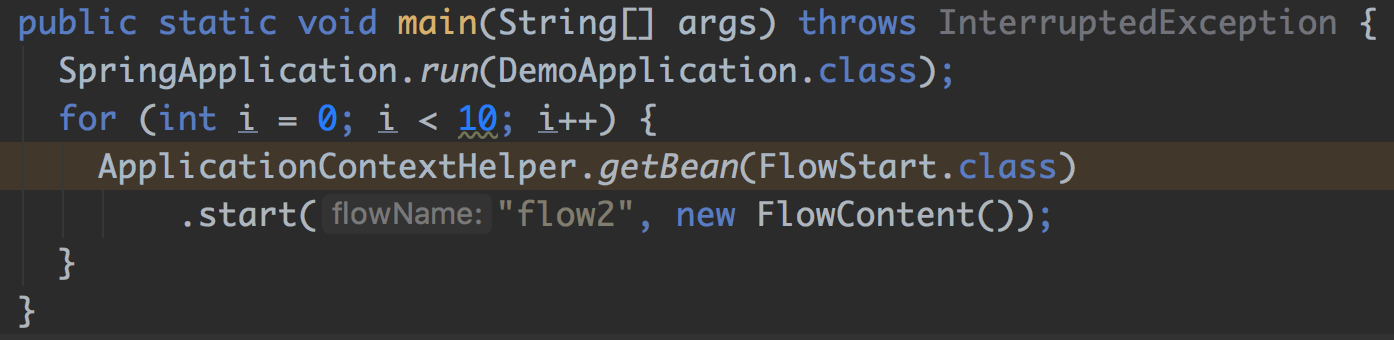 public static void main(String[] args) throws InterruptedException {
SpringApplication.run(DemoApplication.class);
for (int i = 0; i < 10; i++) {
ApplicationContextHelper.getBean(FlowStart.class)
.start( flowName: "flow2", new FlowContent());
}
}